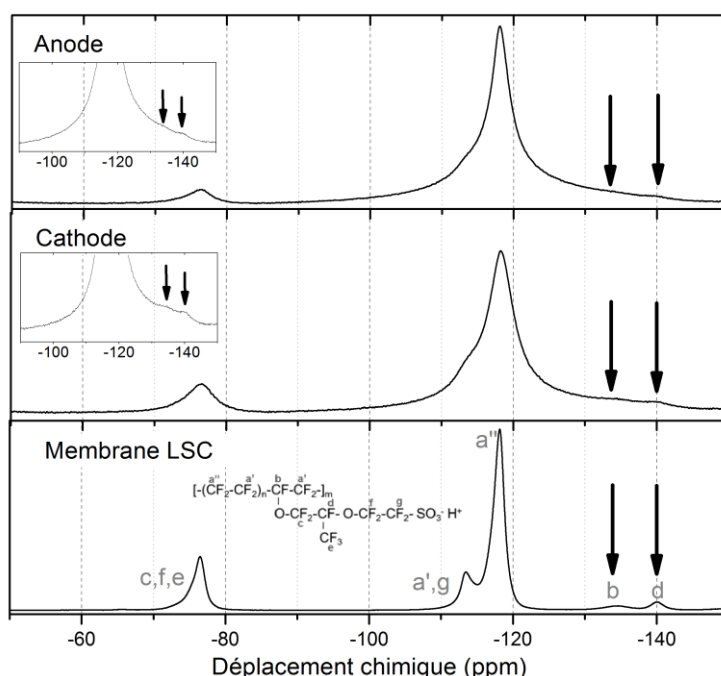 Anode
-100 -120 -140
Cathode
-100 -120 -140
Membrane LSC
a'' a' b a'
[-(CF₂-CF₂)ₙ-CF-CF₂-]ₘ
d f g
O-CF₂-CF- O-CF₂-CF₂- SO₃⁻ H⁺
c
CF₃
e
c,f,e
a',g
a''
b
d
-60 -80 -100 -120 -140
Déplacement chimique (ppm)